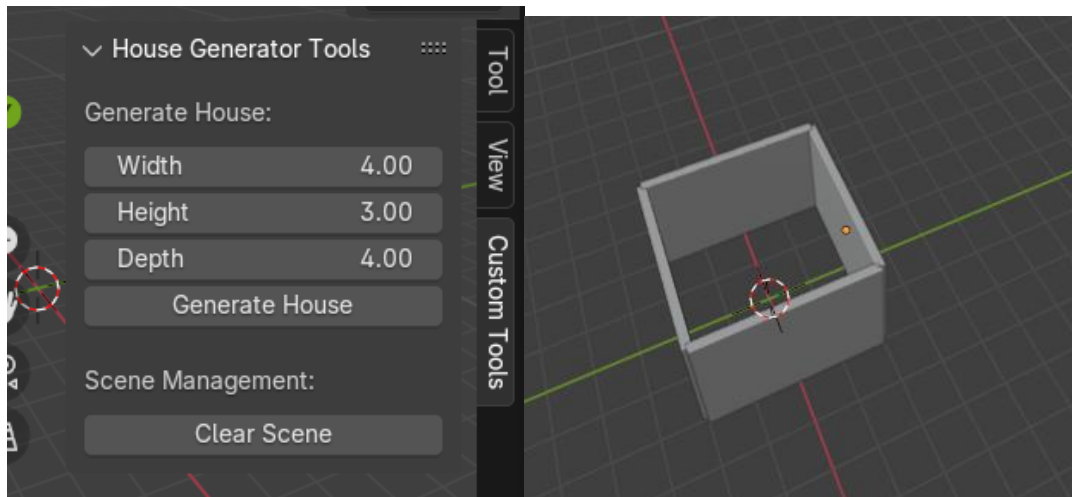 House Generator Tools
Generate House:
Width 4.00
Height 3.00
Depth 4.00
Generate House
Scene Management:
Clear Scene
Tool
View
Custom Tools